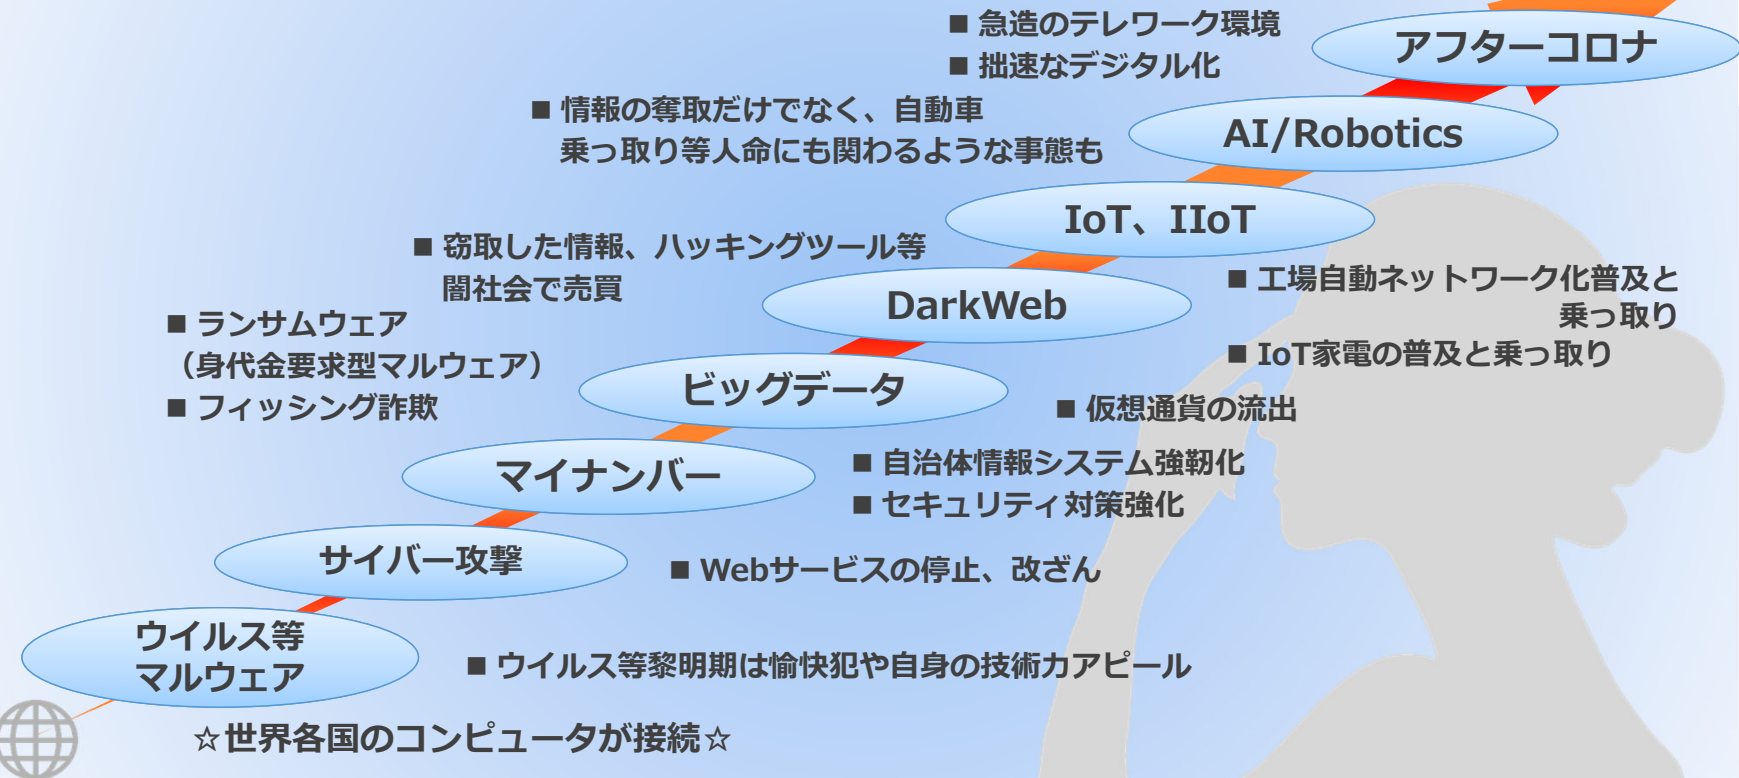 ■ 急造のテレワーク環境
■ 拙速なデジタル化
アフターコロナ
■ 情報の奪取だけでなく、自動車
乗っ取り等人命にも関わるような事態も
AI/Robotics
IoT、IIoT
■ 窃取した情報、ハッキングツール等
闇社会で売買
DarkWeb
■ 工場自動ネットワーク化普及と
乗っ取り
■ IoT家電の普及と乗っ取り
■ ランサムウェア
（身代金要求型マルウェア）
■ フィッシング詐欺
ビッグデータ
■ 仮想通貨の流出
マイナンバー
■ 自治体情報システム強靭化
■ セキュリティ対策強化
サイバー攻撃
■ Webサービスの停止、改ざん
ウイルス等
マルウェア
■ ウイルス等黎明期は愉快犯や自身の技術力アピール
☆世界各国のコンピュータが接続☆